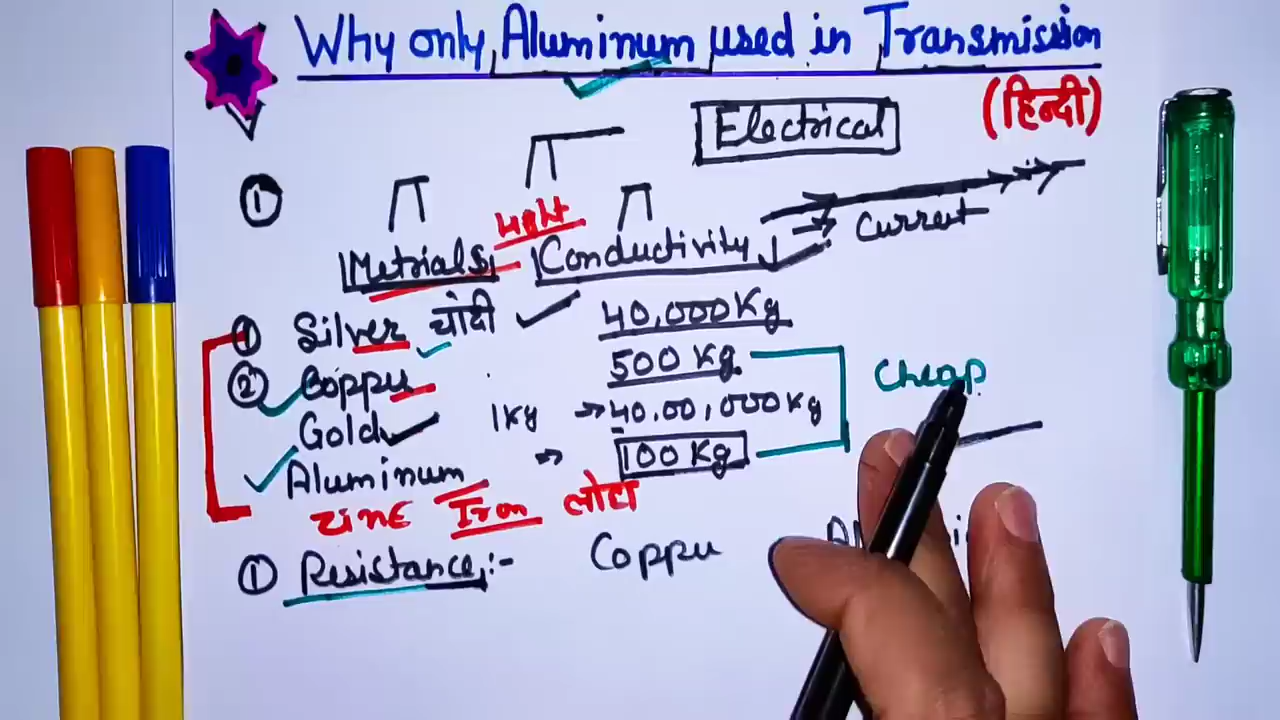 Why only Aluminum used in Transmission
(हिन्दी)
Electrical
①
Light
Current
Metrials Conductivity
① Silver चांदी 40,000 Kg
② Coppu 500 Kg
Cheap
Gold 1Kg → 40,00,000 Kg
Aluminum → 100 Kg
zinc Iron लोहा
① Resistance:- Coppu